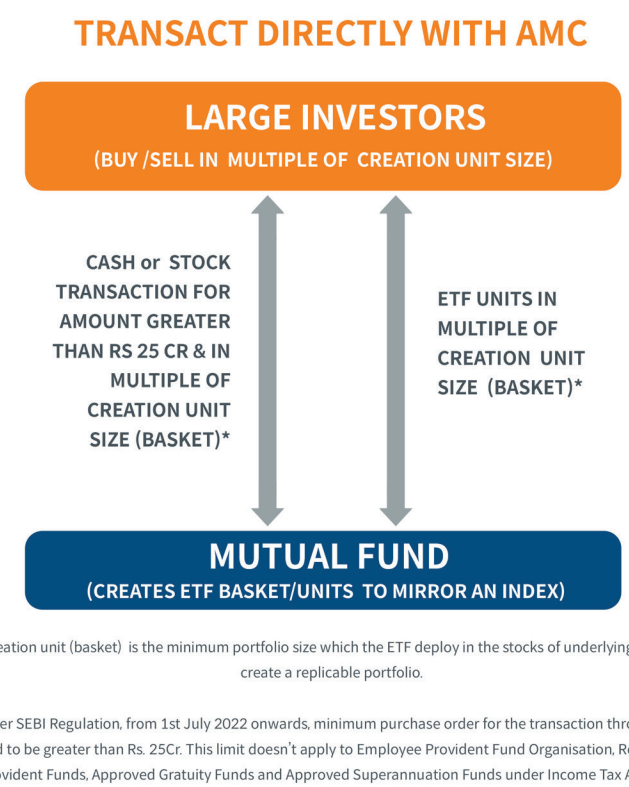 TRANSACT DIRECTLY WITH AMC
LARGE INVESTORS
(BUY /SELL IN MULTIPLE OF CREATION UNIT SIZE)
CASH or STOCK
TRANSACTION FOR
AMOUNT GREATER
THAN RS 25 CR & IN
MULTIPLE OF
CREATION UNIT
SIZE (BASKET)*
ETF UNITS IN
MULTIPLE OF
CREATION UNIT
SIZE (BASKET)*
MUTUAL FUND
(CREATES ETF BASKET/UNITS TO MIRROR AN INDEX)
unit (basket) is the minimum portfolio size which the ETF deploy in the stocks of underlying
create a replicable portfolio.
SEBI Regulation, from 1st July 2022 onwards, minimum purchase order for the transaction
to be greater than Rs. 25Cr. This limit doesn't apply to Employee Provident Fund Organisation,
Funds, Approved Gratuity Funds and Approved Superannuation Funds under Income Tax